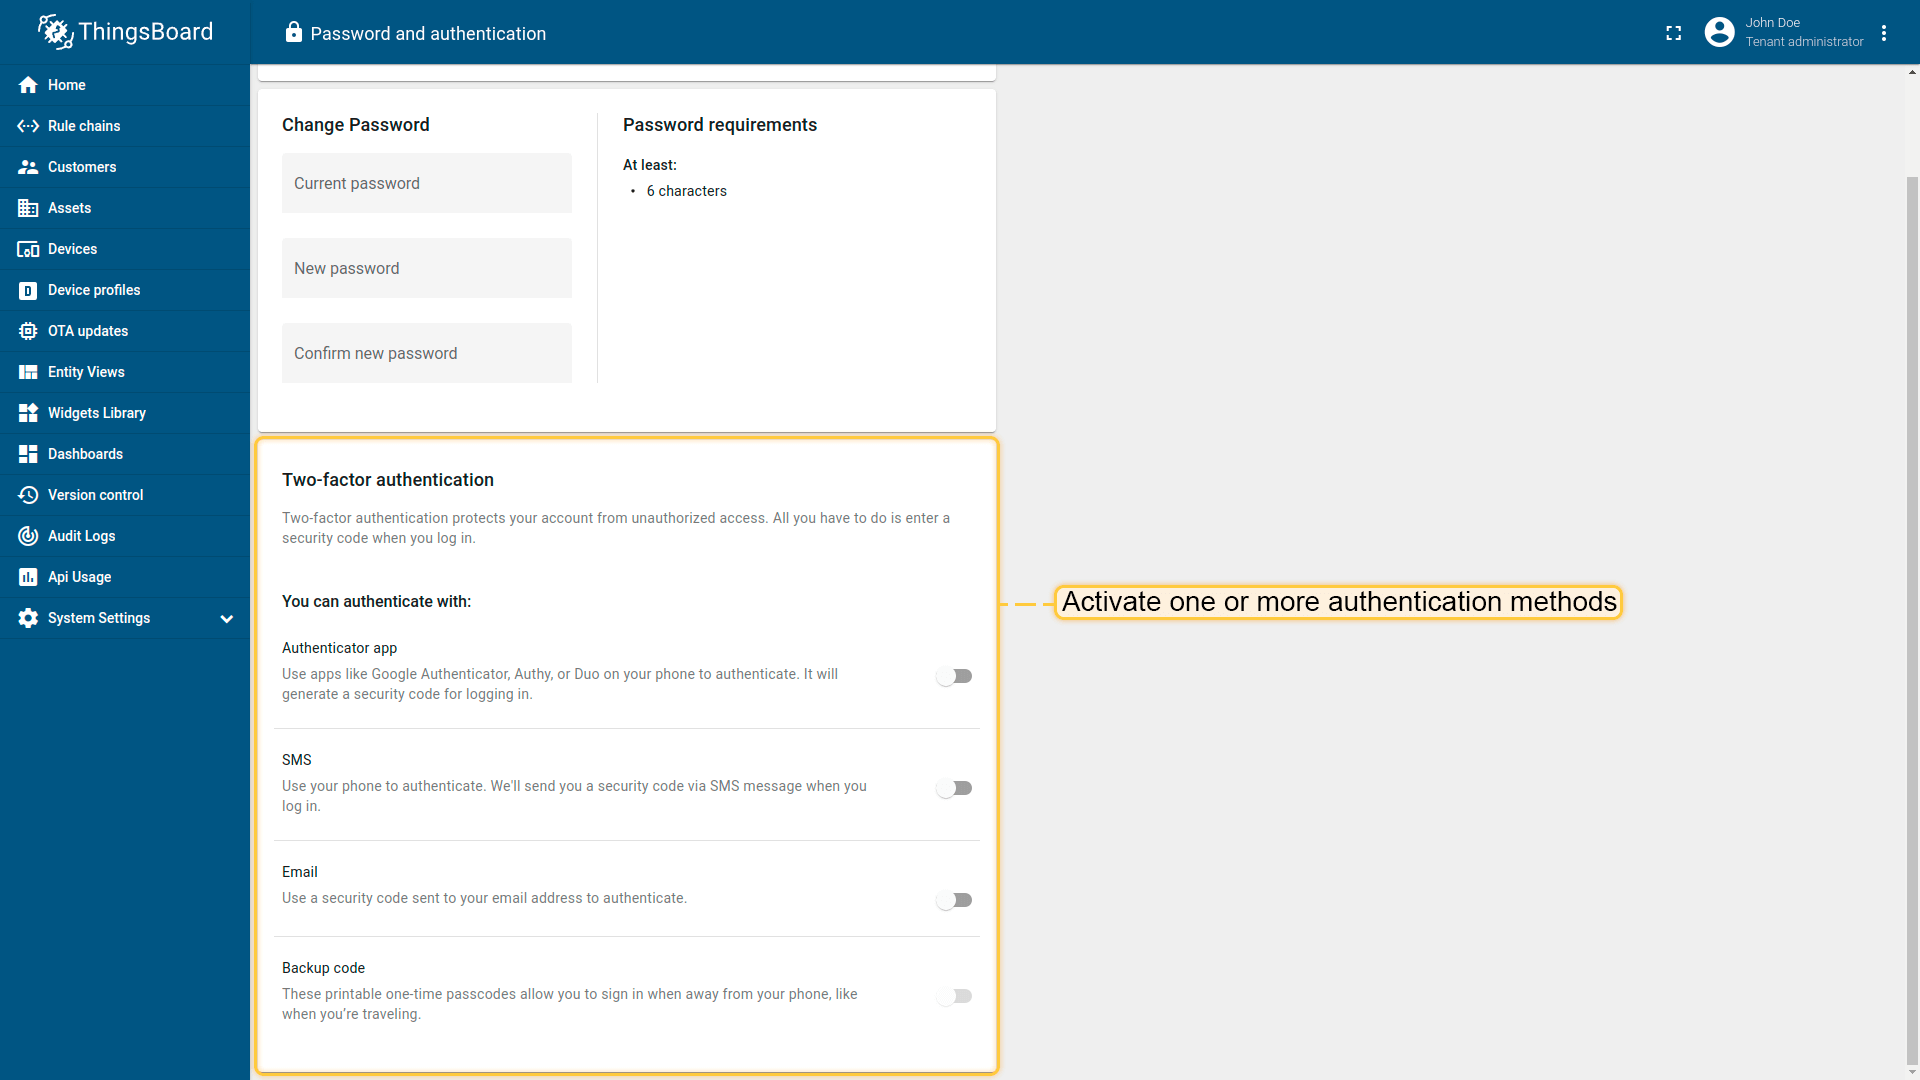 ThingsBoard
Password and authentication
John Doe
Tenant administrator
Home
Rule chains
Customers
Assets
Devices
Device profiles
OTA updates
Entity Views
Widgets Library
Dashboards
Version control
Audit Logs
Api Usage
System Settings
Change Password
Current password
New password
Confirm new password
Password requirements
At least:
• 6 characters
Two-factor authentication
Two-factor authentication protects your account from unauthorized access. All you have to do is enter a
security code when you log in.
You can authenticate with:
Authenticator app
Use apps like Google Authenticator, Authy, or Duo on your phone to authenticate. It will
generate a security code for logging in.
SMS
Use your phone to authenticate. We'll send you a security code via SMS message when you
log in.
Email
Use a security code sent to your email address to authenticate.
Backup code
These printable one-time passcodes allow you to sign in when away from your phone, like
when you’re traveling.
Activate one or more authentication methods